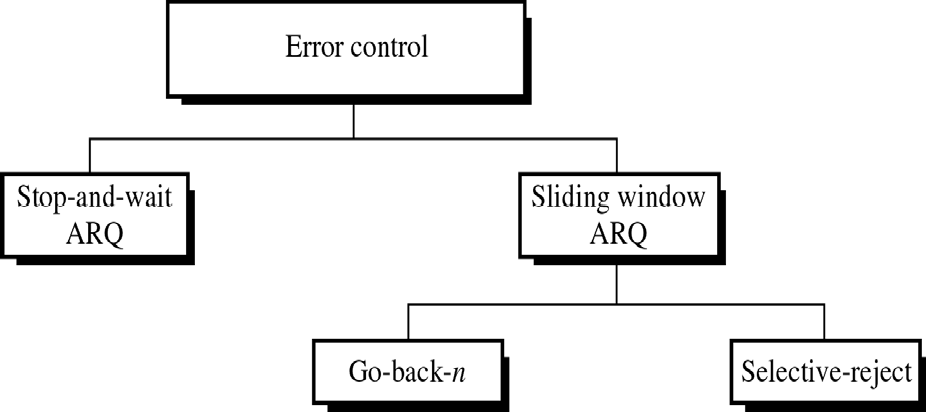 Error control
Stop-and-wait
ARQ
Sliding window
ARQ
Go-back-n
Selective-reject